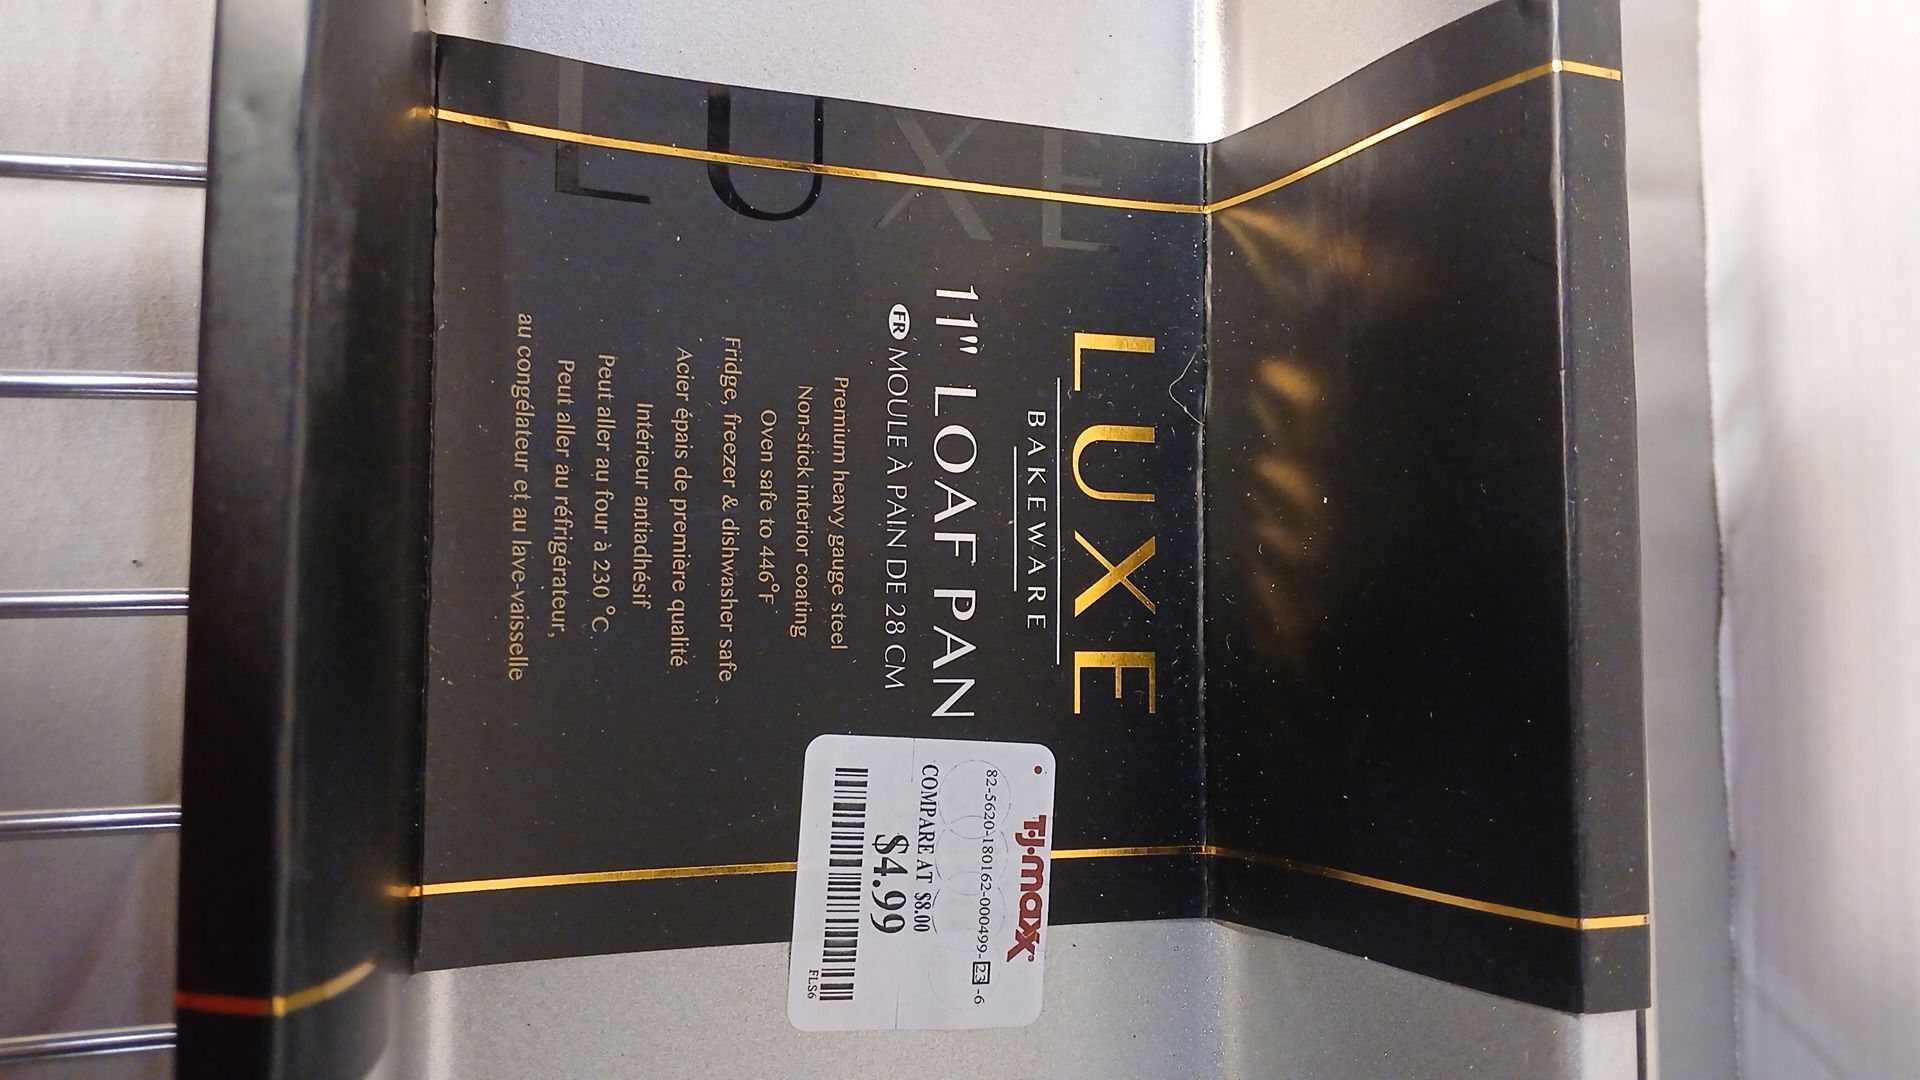 LUXE
LUXE
BAKEWARE
11" LOAF PAN
FR MOULE À PAIN DE 28 CM
Premium heavy gauge steel
Non-stick interior coating
Oven safe to 446°F
Fridge, freezer & dishwasher safe
Acier épais de première qualité
Intérieur antiadhésif
Peut aller au four à 230 °C
Peut aller au réfrigérateur,
au congélateur et au lave-vaisselle
T·J·maxx
82-5620-180162-000499-23-6
COMPARE AT $8.00
$4.99
FLS6